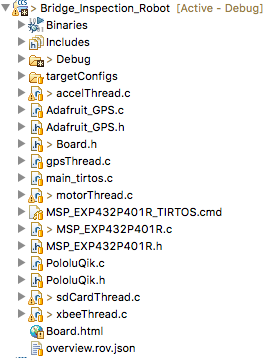 CCS > Bridge_Inspection_Robot [Active - Debug]
Binaries
Includes
> Debug
targetConfigs
> accelThread.c
Adafruit_GPS.c
Adafruit_GPS.h
> Board.h
gpsThread.c
main_tirtos.c
> motorThread.c
MSP_EXP432P401R_TIRTOS.cmd
> MSP_EXP432P401R.c
MSP_EXP432P401R.h
PololuQik.c
PololuQik.h
> sdCardThread.c
> xbeeThread.c
Board.html
overview.rov.json